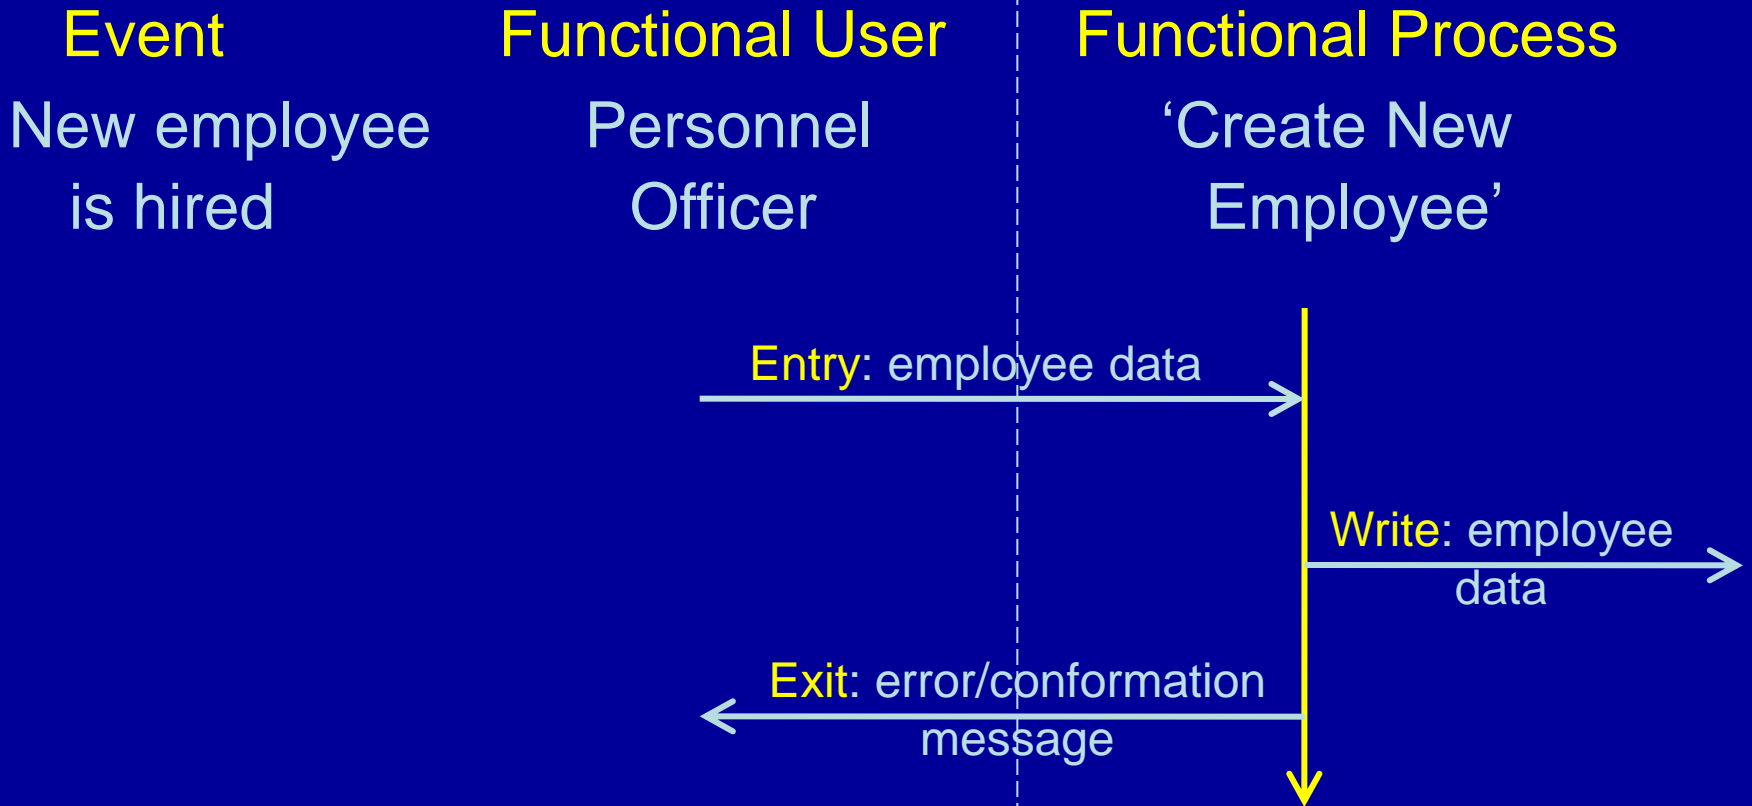 Event
Functional User
Functional Process
New employee
is hired
Personnel
Officer
‘Create New
Employee’
Entry: employee data
Write: employee
data
Exit: error/conformation
message